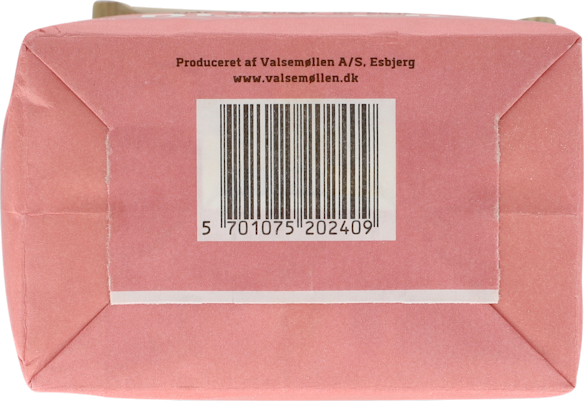 Produceret af Valsemøllen A/S, Esbjerg
www.valsemøllen.dk
5 701075 202409